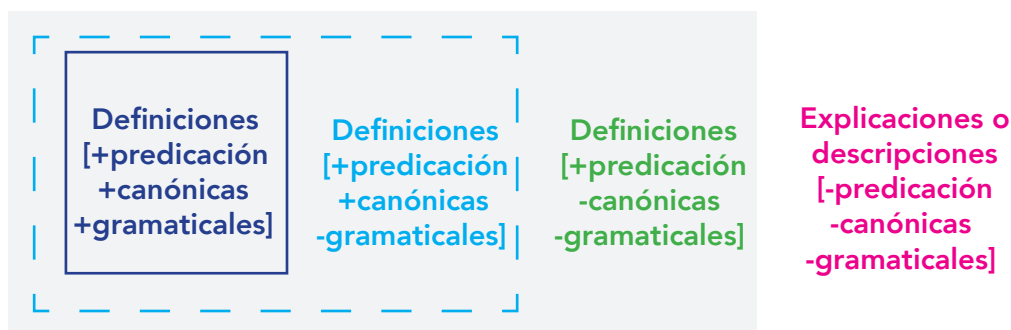 Definiciones
[+predicación
+canónicas
+gramaticales]
Definiciones
[+predicación
+canónicas
-gramaticales]
Definiciones
[+predicación
-canónicas
-gramaticales]
Explicaciones o
descripciones
[-predicación
-canónicas
-gramaticales]